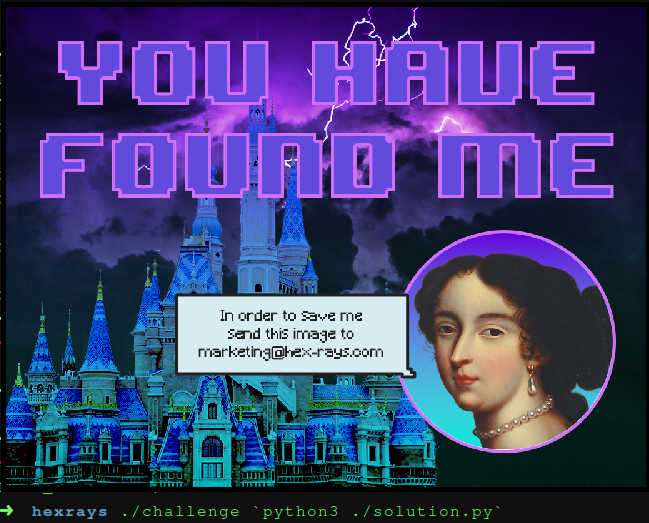 YOU HAVE
FOUND ME
In order to save me
Send this image to
marketing@hex-rays.com
➜ hexrays ./challenge `python3 ./solution.py`